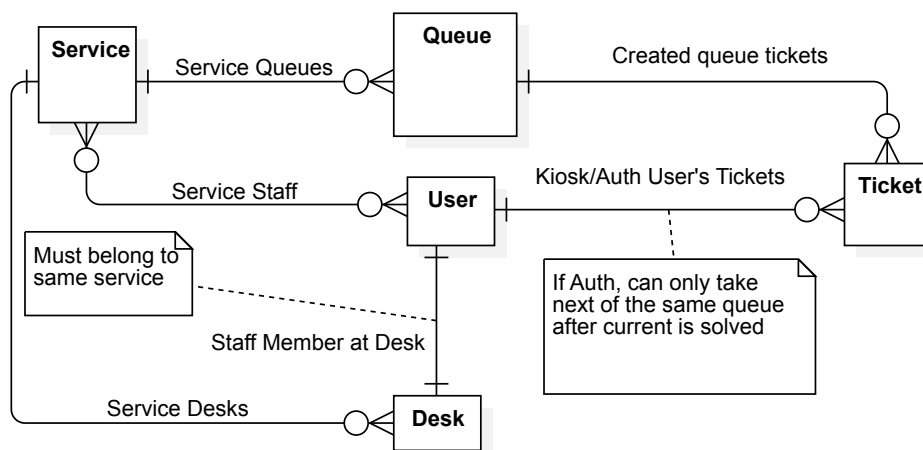 Service
Service Queues
Queue
Created queue tickets
Service Staff
User
Kiosk/Auth User's Tickets
Ticket
Must belong to
same service
If Auth, can only take
next of the same queue
after current is solved
Staff Member at Desk
Service Desks
Desk